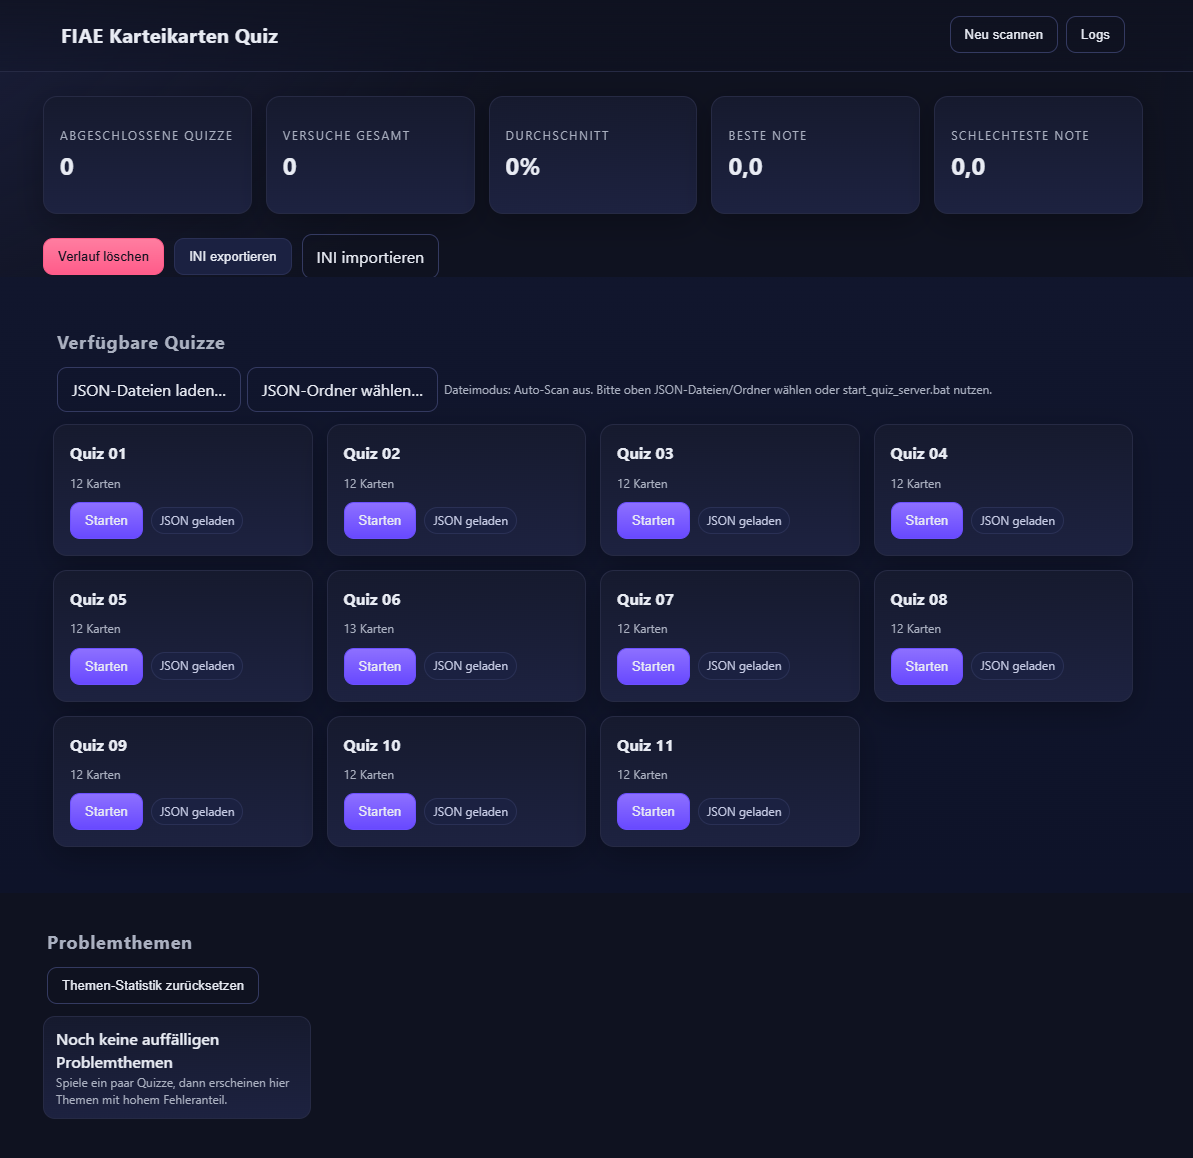 FIAE Karteikarten Quiz
Neu scannen
Logs
ABGESCHLOSSENE QUIZZE
0
VERSUCHE GESAMT
0
DURCHSCHNITT
0%
BESTE NOTE
0,0
SCHLECHTESTE NOTE
0,0
Verlauf löschen
INI exportieren
INI importieren
Verfügbare Quizze
JSON-Dateien laden...
JSON-Ordner wählen...
Dateimodus: Auto-Scan aus. Bitte oben JSON-Dateien/Ordner wählen oder start_quiz_server.bat nutzen.
Quiz 01
12 Karten
Starten
JSON geladen
Quiz 02
12 Karten
Starten
JSON geladen
Quiz 03
12 Karten
Starten
JSON geladen
Quiz 04
12 Karten
Starten
JSON geladen
Quiz 05
12 Karten
Starten
JSON geladen
Quiz 06
13 Karten
Starten
JSON geladen
Quiz 07
12 Karten
Starten
JSON geladen
Quiz 08
12 Karten
Starten
JSON geladen
Quiz 09
12 Karten
Starten
JSON geladen
Quiz 10
12 Karten
Starten
JSON geladen
Quiz 11
12 Karten
Starten
JSON geladen
Problemthemen
Themen-Statistik zurücksetzen
Noch keine auffälligen
Problemthemen
Spiele ein paar Quizze, dann erscheinen hier
Themen mit hohem Fehleranteil.